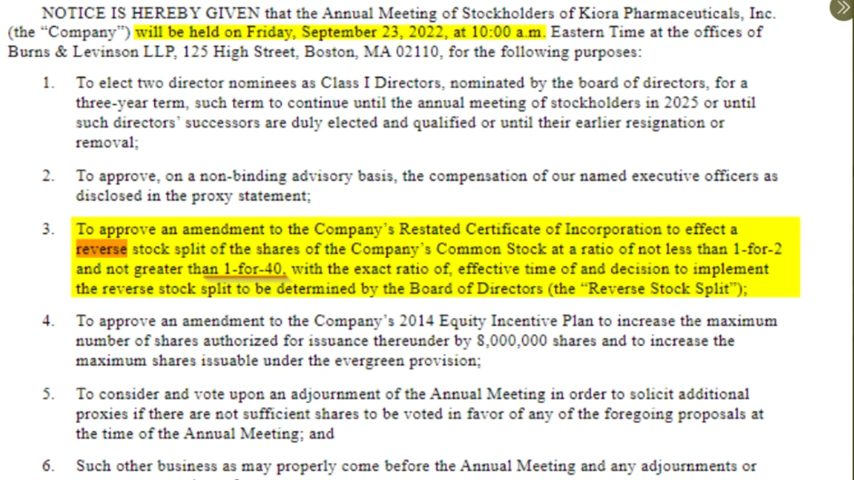 NOTICE IS HEREBY GIVEN that the Annual Meeting of Stockholders of Kiora Pharmaceuticals, Inc.
(the “Company”) will be held on Friday, September 23, 2022, at 10:00 a.m. Eastern Time at the offices of
Burns & Levinson LLP, 125 High Street, Boston, MA 02110, for the following purposes:
1. To elect two director nominees as Class I Directors, nominated by the board of directors, for a
three-year term, such term to continue until the annual meeting of stockholders in 2025 or until
such directors’ successors are duly elected and qualified or until their earlier resignation or
removal;
2. To approve, on a non-binding advisory basis, the compensation of our named executive officers as
disclosed in the proxy statement;
3. To approve an amendment to the Company’s Restated Certificate of Incorporation to effect a
reverse stock split of the shares of the Company’s Common Stock at a ratio of not less than 1-for-2
and not greater than 1-for-40, with the exact ratio of, effective time of and decision to implement
the reverse stock split to be determined by the Board of Directors (the “Reverse Stock Split”);
4. To approve an amendment to the Company’s 2014 Equity Incentive Plan to increase the maximum
number of shares authorized for issuance thereunder by 8,000,000 shares and to increase the
maximum shares issuable under the evergreen provision;
5. To consider and vote upon an adjournment of the Annual Meeting in order to solicit additional
proxies if there are not sufficient shares to be voted in favor of any of the foregoing proposals at
the time of the Annual Meeting; and
6. Such other business as may properly come before the Annual Meeting and any adjournments or